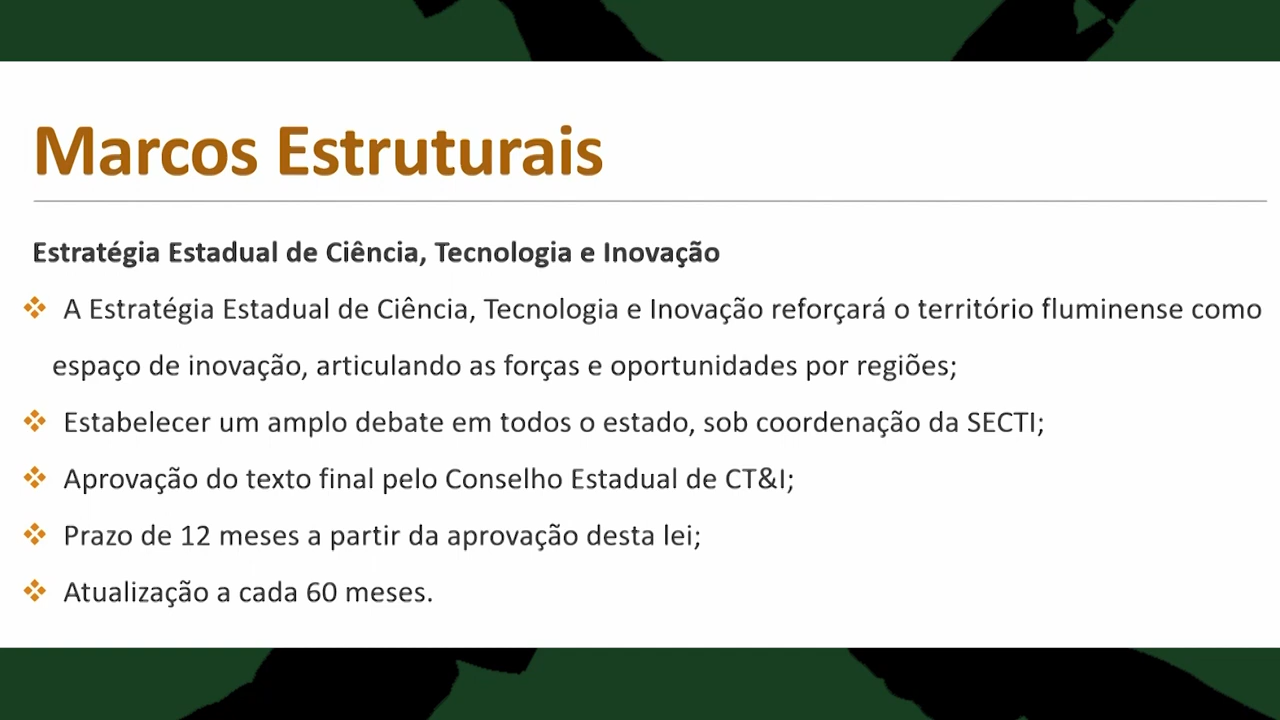 Marcos Estruturais
Estratégia Estadual de Ciência, Tecnologia e Inovação
❖ A Estratégia Estadual de Ciência, Tecnologia e Inovação reforçará o território fluminense como
espaço de inovação, articulando as forças e oportunidades por regiões;
❖ Estabelecer um amplo debate em todos o estado, sob coordenação da SECTI;
❖ Aprovação do texto final pelo Conselho Estadual de CT&I;
❖ Prazo de 12 meses a partir da aprovação desta lei;
❖ Atualização a cada 60 meses.